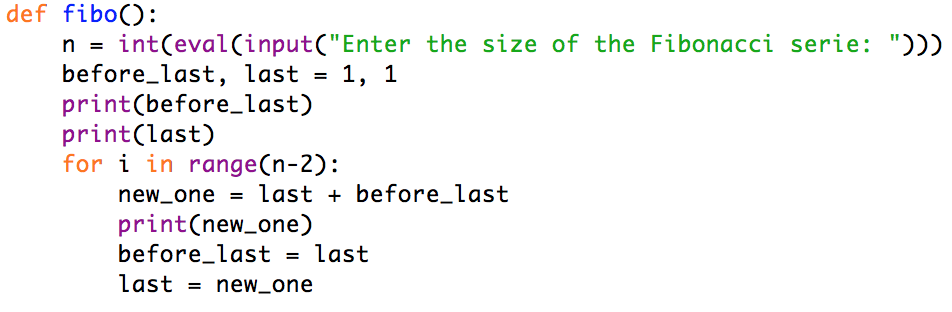 def fibo():
    n = int(eval(input("Enter the size of the Fibonacci serie: ")))
    before_last, last = 1, 1
    print(before_last)
    print(last)
    for i in range(n-2):
        new_one = last + before_last
        print(new_one)
        before_last = last
        last = new_one